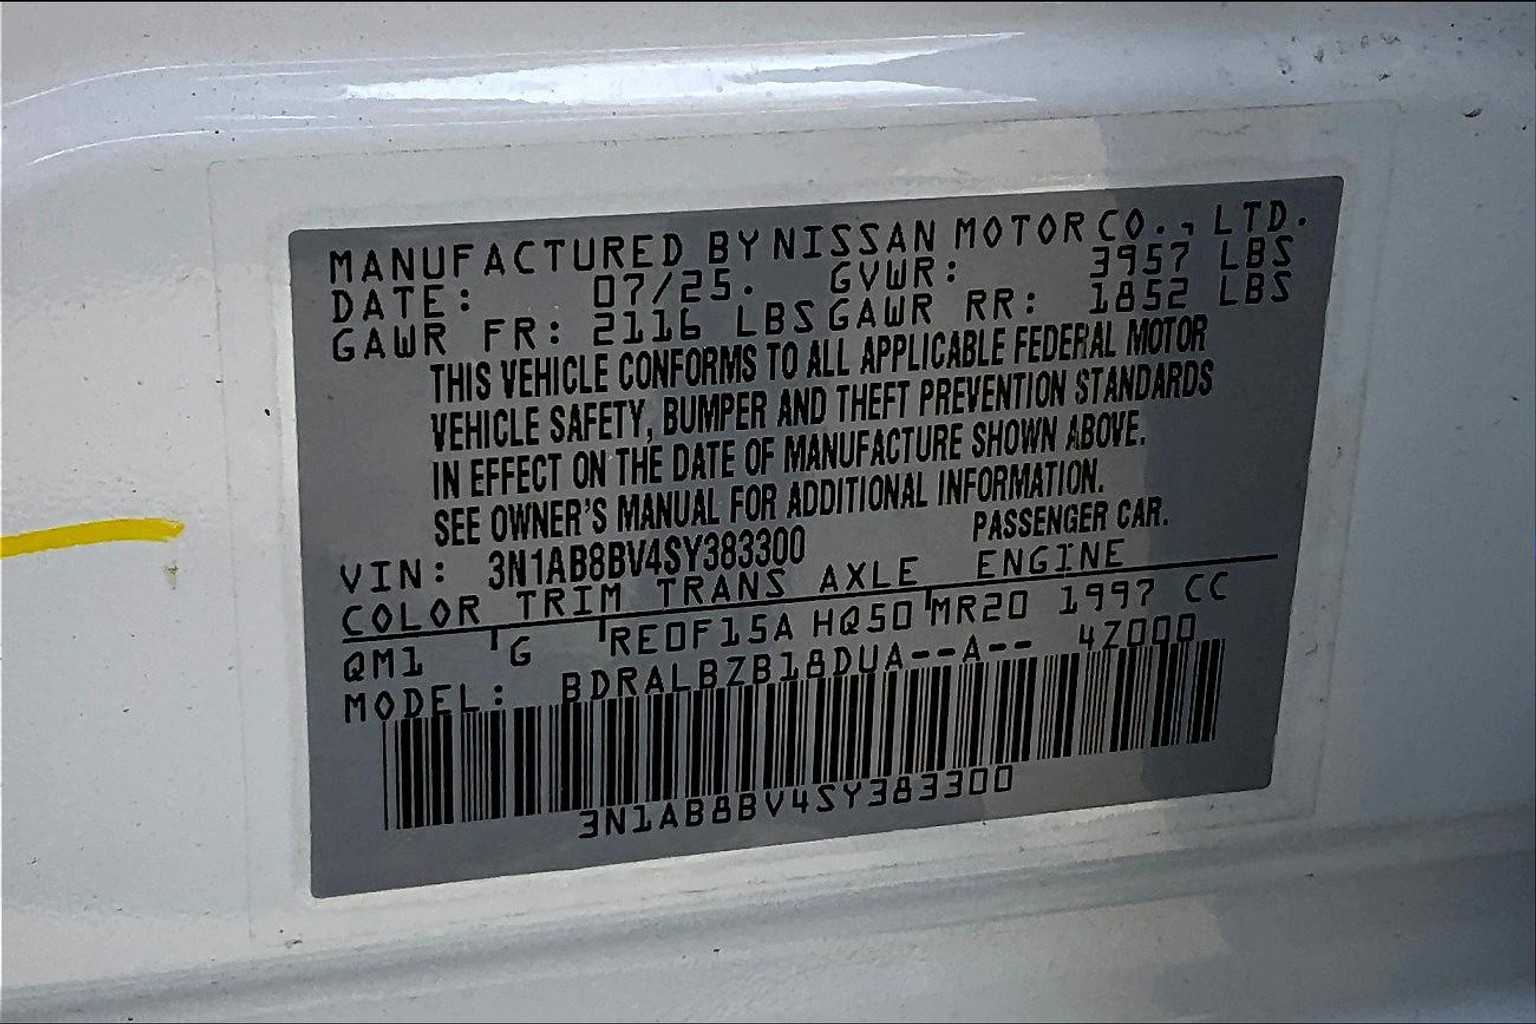 MANUFACTURED BY NISSAN MOTOR CO., LTD.
DATE: 07/25. GVWR: 3957 LBS
GAWR FR: 2116 LBS GAWR RR: 1852 LBS
THIS VEHICLE CONFORMS TO ALL APPLICABLE FEDERAL MOTOR
VEHICLE SAFETY, BUMPER AND THEFT PREVENTION STANDARDS
IN EFFECT ON THE DATE OF MANUFACTURE SHOWN ABOVE.
SEE OWNER'S MANUAL FOR ADDITIONAL INFORMATION.
VIN: 3N1AB8BV4SY383300 PASSENGER CAR.
COLOR TRIM TRANS AXLE ENGINE
QM1 G RE0F15A HQ50 MR20 1997 CC
MODEL: BDRALBZB18DUA--A-- 4Z000
3N1AB8BV4SY383300